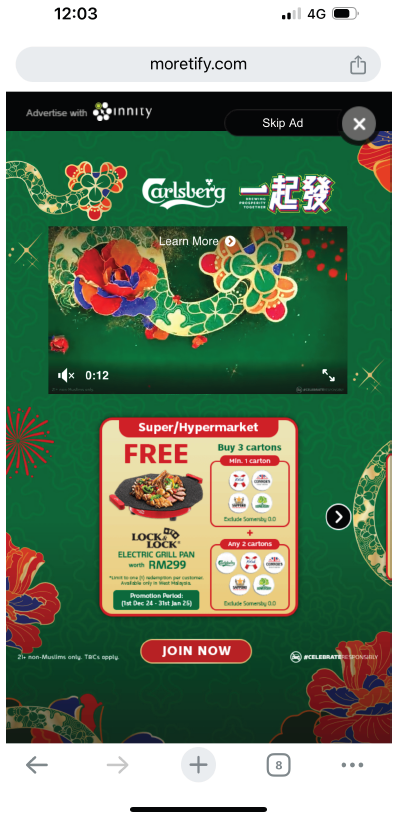 12:03
4G
moretify.com
Advertise with innity
Skip Ad
Carlsberg 一起發
BREWING
PROSPERITY
TOGETHER
Learn More
0:12
Super/Hypermarket
FREE
Buy 3 cartons
Min. 1 carton
Exclude Somersby 0.0
+
Any 2 cartons
Carlsberg
Exclude Somersby 0.0
LOCK&LOCK
ELECTRIC GRILL PAN
worth RM299
*Limit to one (1) redemption per customer.
Available only in West Malaysia.
Promotion Period:
(1st Dec 24 - 31st Jan 25)
JOIN NOW
21+ non-Muslims only. T&Cs apply.
#CELEBRATERESPONSIBLY
8